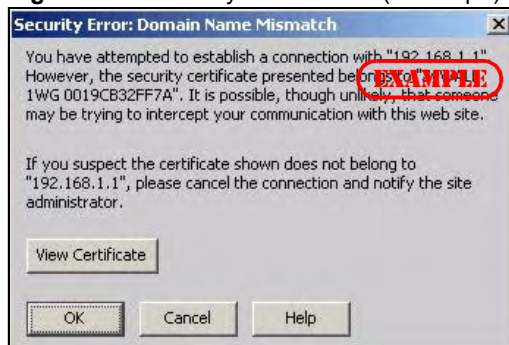 Security Error: Domain Name Mismatch
You have attempted to establish a connection with "192.168.1.1".
However, the security certificate presented belongs to
EXAMPLE
1WG 0019CB32FF7A". It is possible, though unlikely, that someone
may be trying to intercept your communication with this web site.
If you suspect the certificate shown does not belong to
"192.168.1.1", please cancel the connection and notify the site
administrator.
View Certificate
OK
Cancel
Help